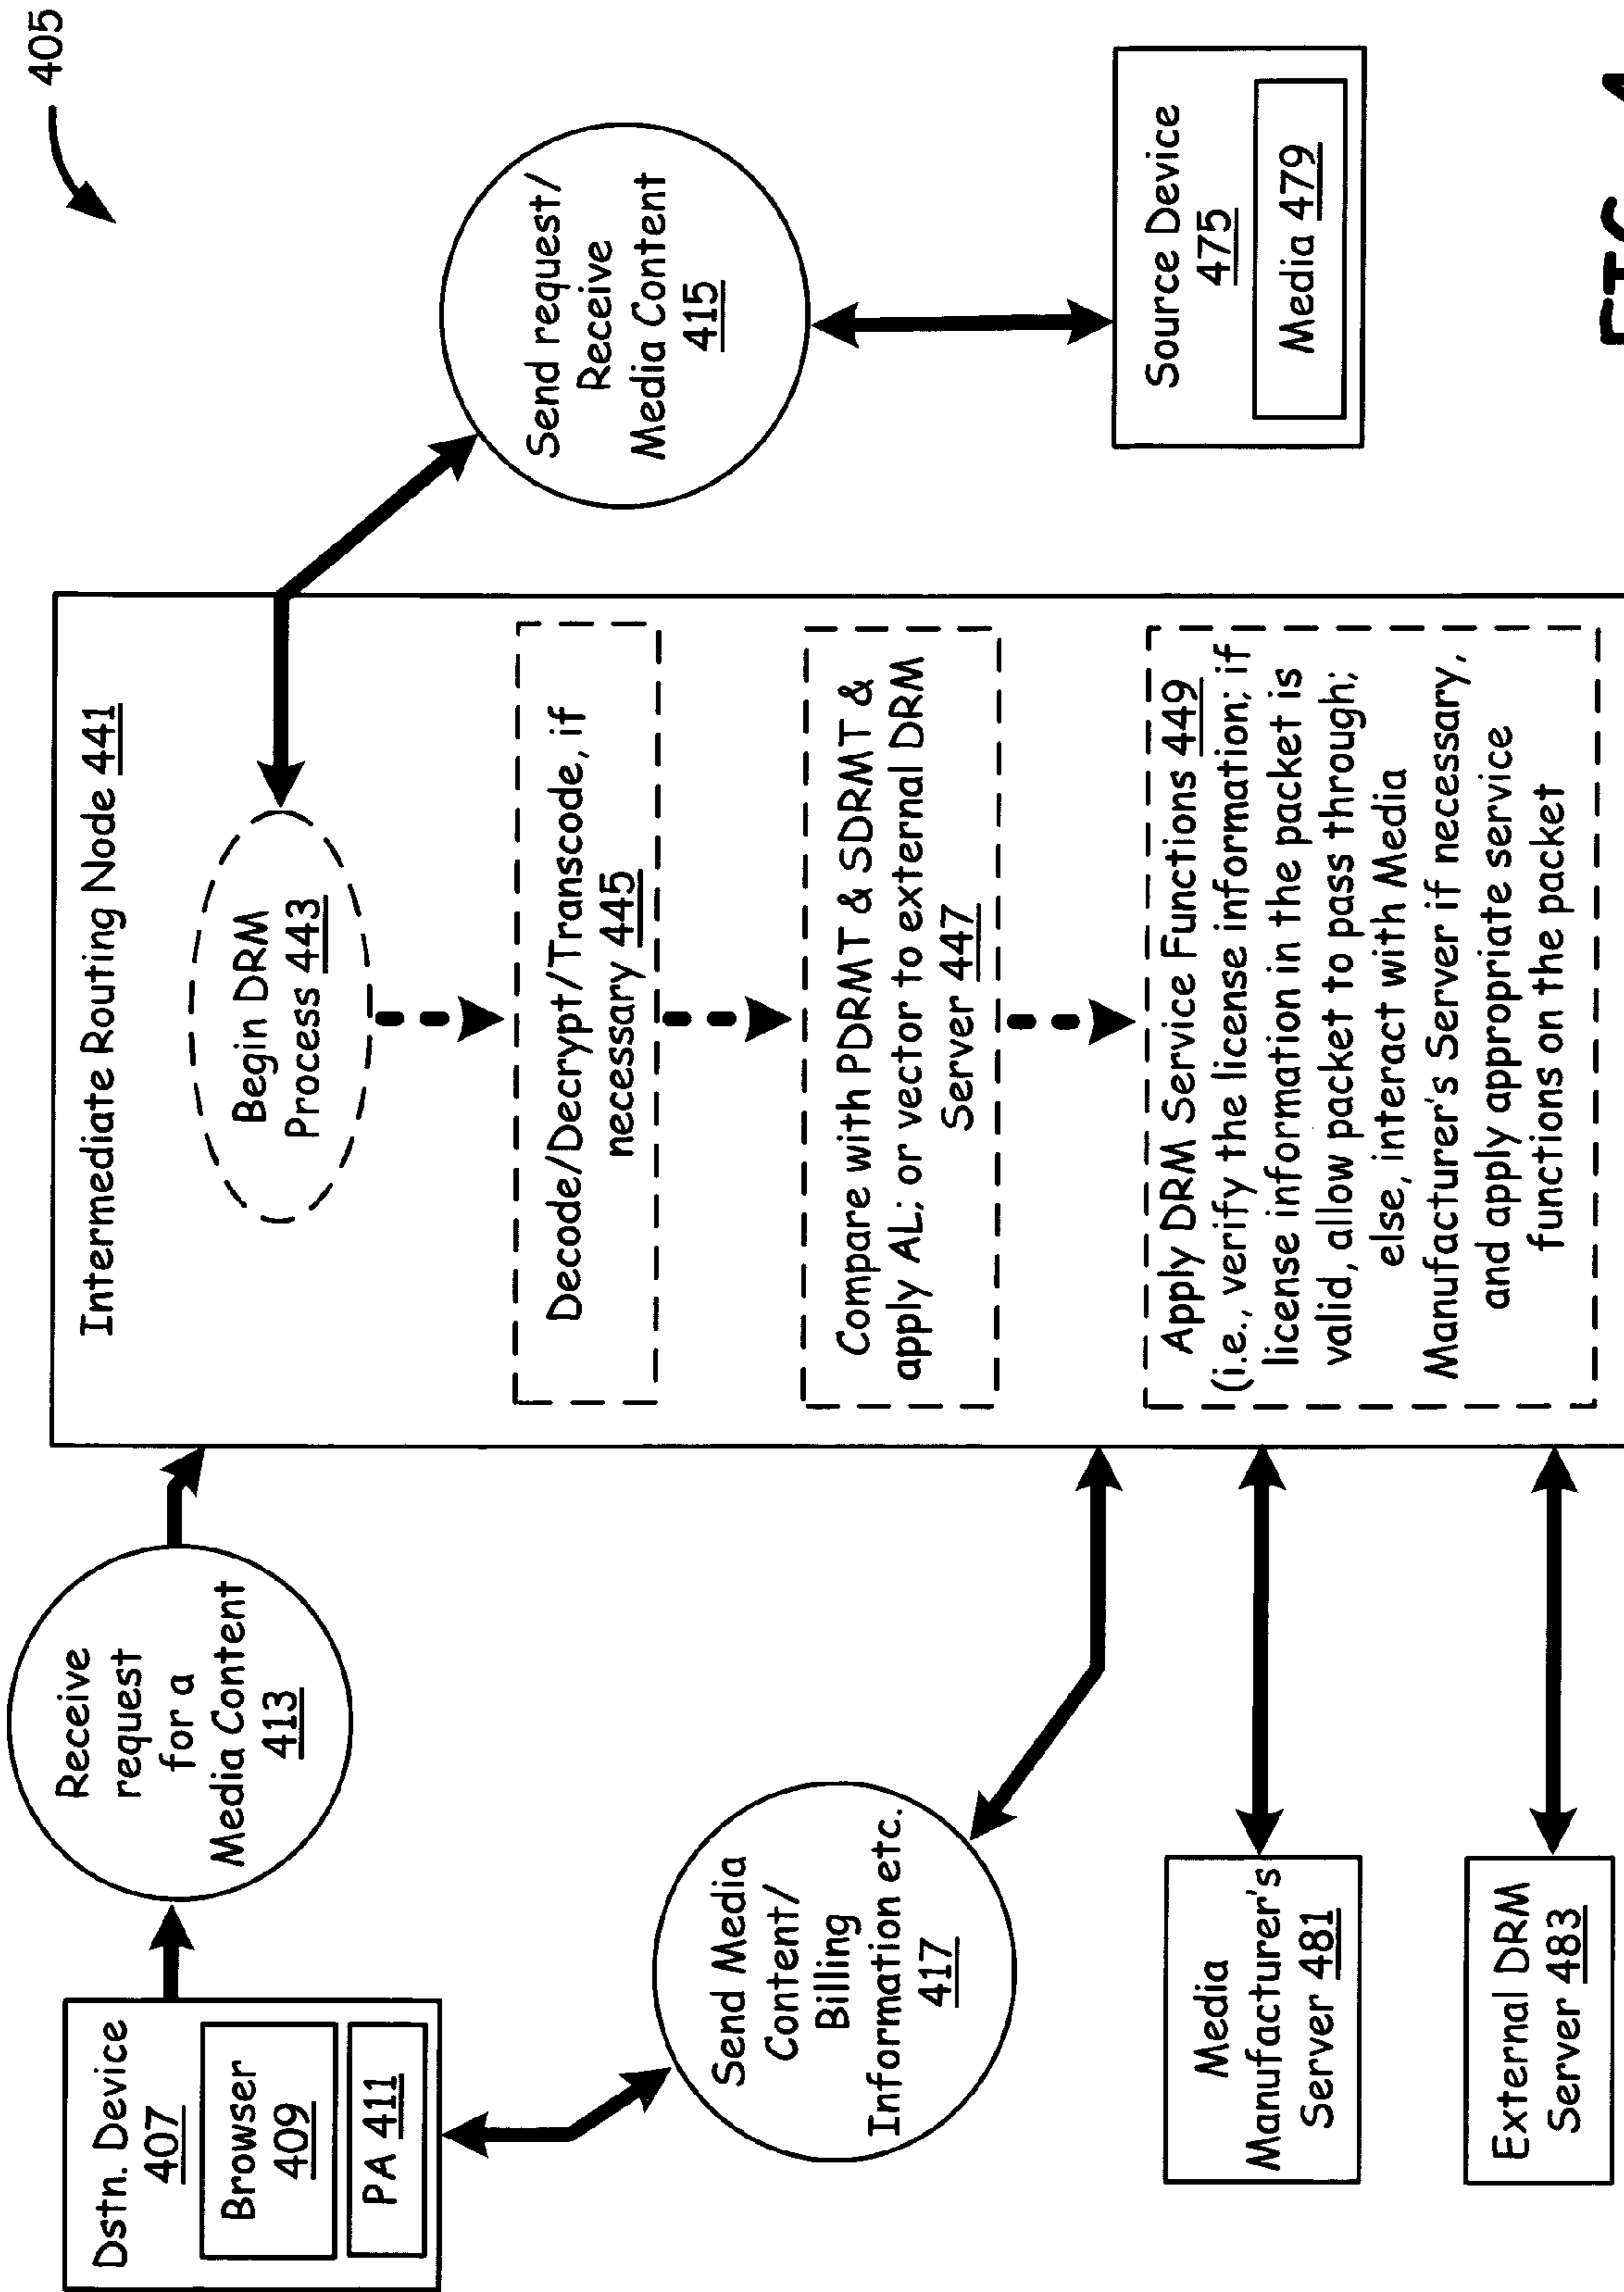 405
Dstn. Device
407
Browser
409
PA 411
Receive
request
for a
Media Content
413
Send Media
Content/
Billing
Information etc.
417
Media
Manufacturer's
Server 481
External DRM
Server 483
Intermediate Routing Node 441
Begin DRM
Process 443
Decode/Decrypt/Transcode, if
necessary 445
Compare with PDRMT & SDRMT &
apply AL; or vector to external DRM
Server 447
Apply DRM Service Functions 449
(i.e., verify the license information; if
license information in the packet is
valid, allow packet to pass through;
else, interact with Media
Manufacturer's Server if necessary,
and apply appropriate service
functions on the packet
Send request/
Receive
Media Content
415
Source Device
475
Media 479